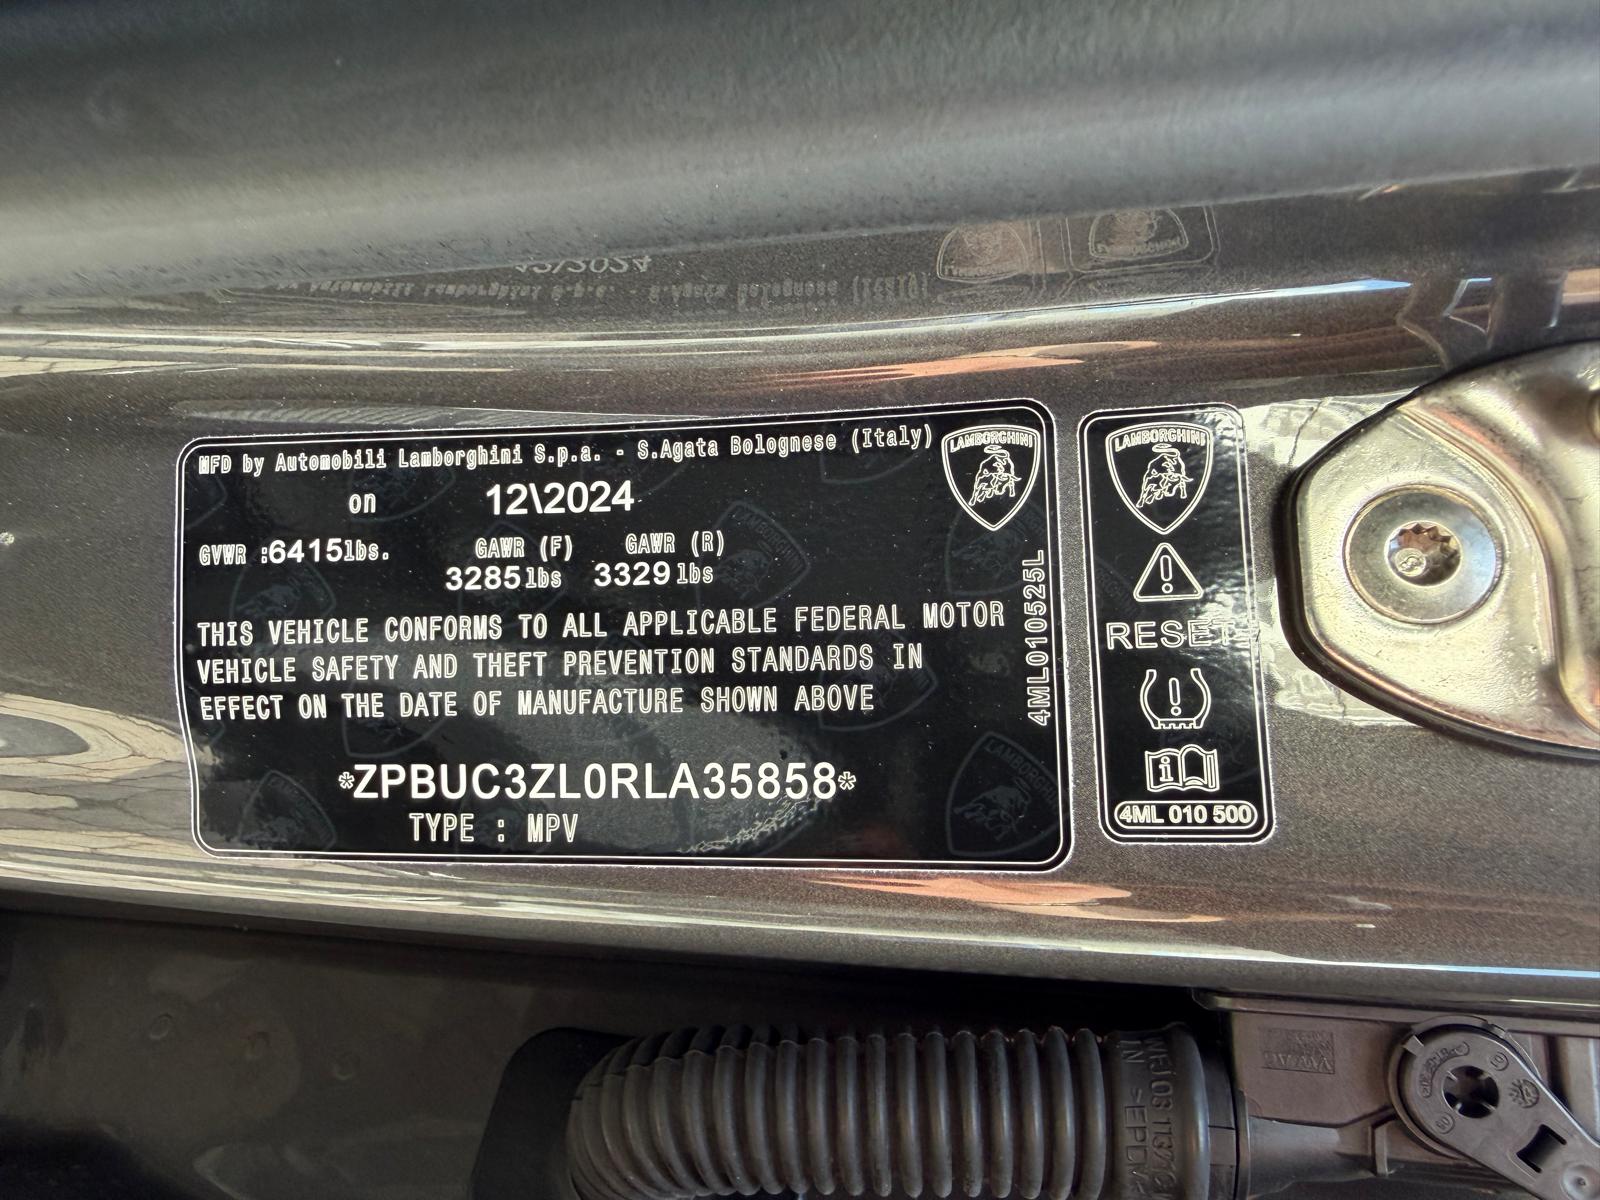 MFD by Automobili Lamborghini S.p.a. - S.Agata Bolognese (Italy)
LAMBORGHINI
on 12\2024
GVWR :6415lbs. GAWR (F) GAWR (R)
3285lbs 3329lbs
THIS VEHICLE CONFORMS TO ALL APPLICABLE FEDERAL MOTOR
VEHICLE SAFETY AND THEFT PREVENTION STANDARDS IN
EFFECT ON THE DATE OF MANUFACTURE SHOWN ABOVE
*ZPBUC3ZL0RLA35858*
TYPE : MPV
4ML010525L
LAMBORGHINI
RESET
4ML 010 500